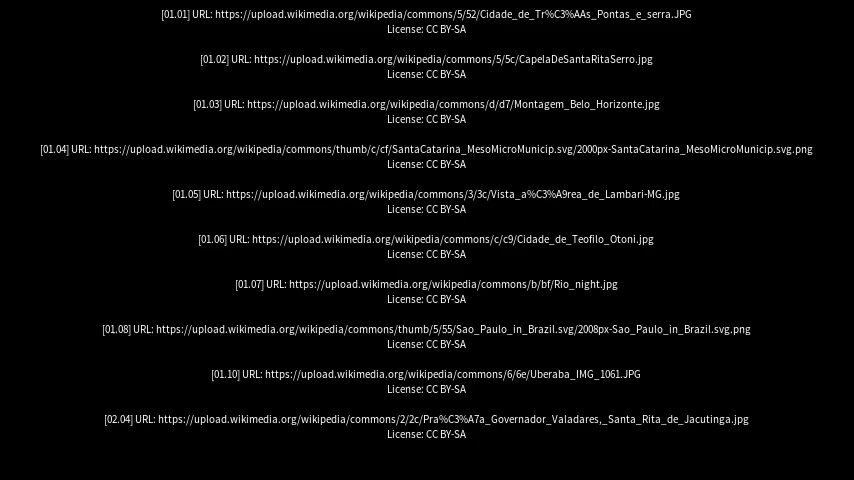 [01.01] URL: https://upload.wikimedia.org/wikipedia/commons/5/52/Cidade_de_Tr%C3%AAs_Pontas_e_serra.JPG
License: CC BY-SA
[01.02] URL: https://upload.wikimedia.org/wikipedia/commons/5/5c/CapelaDeSantaRitaSerro.jpg
License: CC BY-SA
[01.03] URL: https://upload.wikimedia.org/wikipedia/commons/d/d7/Montagem_Belo_Horizonte.jpg
License: CC BY-SA
[01.04] URL: https://upload.wikimedia.org/wikipedia/commons/thumb/c/cf/SantaCatarina_MesoMicroMunicip.svg/2000px-SantaCatarina_MesoMicroMunicip.svg.png
License: CC BY-SA
[01.05] URL: https://upload.wikimedia.org/wikipedia/commons/3/3c/Vista_a%C3%A9rea_de_Lambari-MG.jpg
License: CC BY-SA
[01.06] URL: https://upload.wikimedia.org/wikipedia/commons/c/c9/Cidade_de_Teofilo_Otoni.jpg
License: CC BY-SA
[01.07] URL: https://upload.wikimedia.org/wikipedia/commons/b/bf/Rio_night.jpg
License: CC BY-SA
[01.08] URL: https://upload.wikimedia.org/wikipedia/commons/thumb/5/55/Sao_Paulo_in_Brazil.svg/2008px-Sao_Paulo_in_Brazil.svg.png
License: CC BY-SA
[01.10] URL: https://upload.wikimedia.org/wikipedia/commons/6/6e/Uberaba_IMG_1061.JPG
License: CC BY-SA
[02.04] URL: https://upload.wikimedia.org/wikipedia/commons/2/2c/Pra%C3%A7a_Governador_Valadares,_Santa_Rita_de_Jacutinga.jpg
License: CC BY-SA